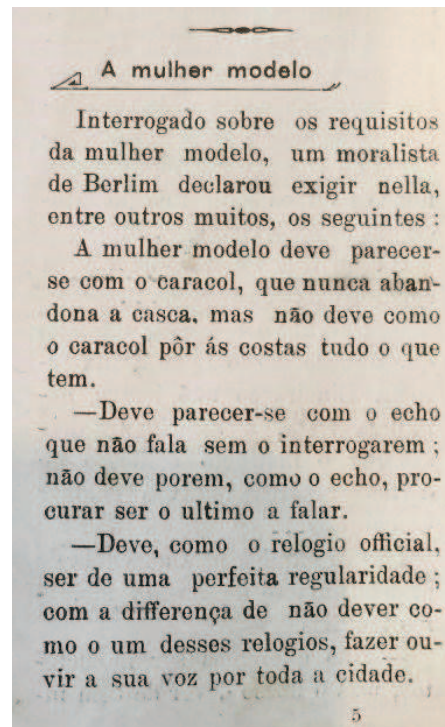 A mulher modelo
Interrogado sobre os requisitos
da mulher modelo, um moralista
de Berlim declarou exigir nella,
entre outros muitos, os seguintes :
A mulher modelo deve parecer-
se com o caracol, que nunca aban-
dona a casca, mas não deve como
o caracol pôr ás costas tudo o que
tem.
—Deve parecer-se com o echo
que não fala sem o interrogarem ;
não deve porem, como o echo, pro-
curar ser o ultimo a falar.
—Deve, como o relogio official,
ser de uma perfeita regularidade ;
com a differença de não dever co-
mo o um desses relogios, fazer ou-
vir a sua voz por toda a cidade.
5